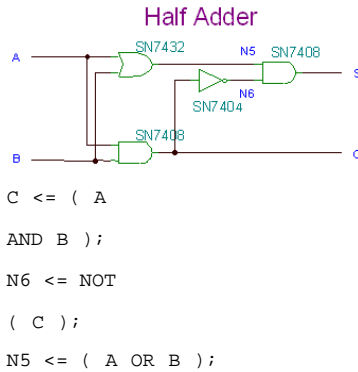 Half Adder
SN7432
N5 SN7408
A
S
N6
SN7404
SN7408
B
C
C <= ( A
AND B );
N6 <= NOT
( C );
N5 <= ( A OR B );